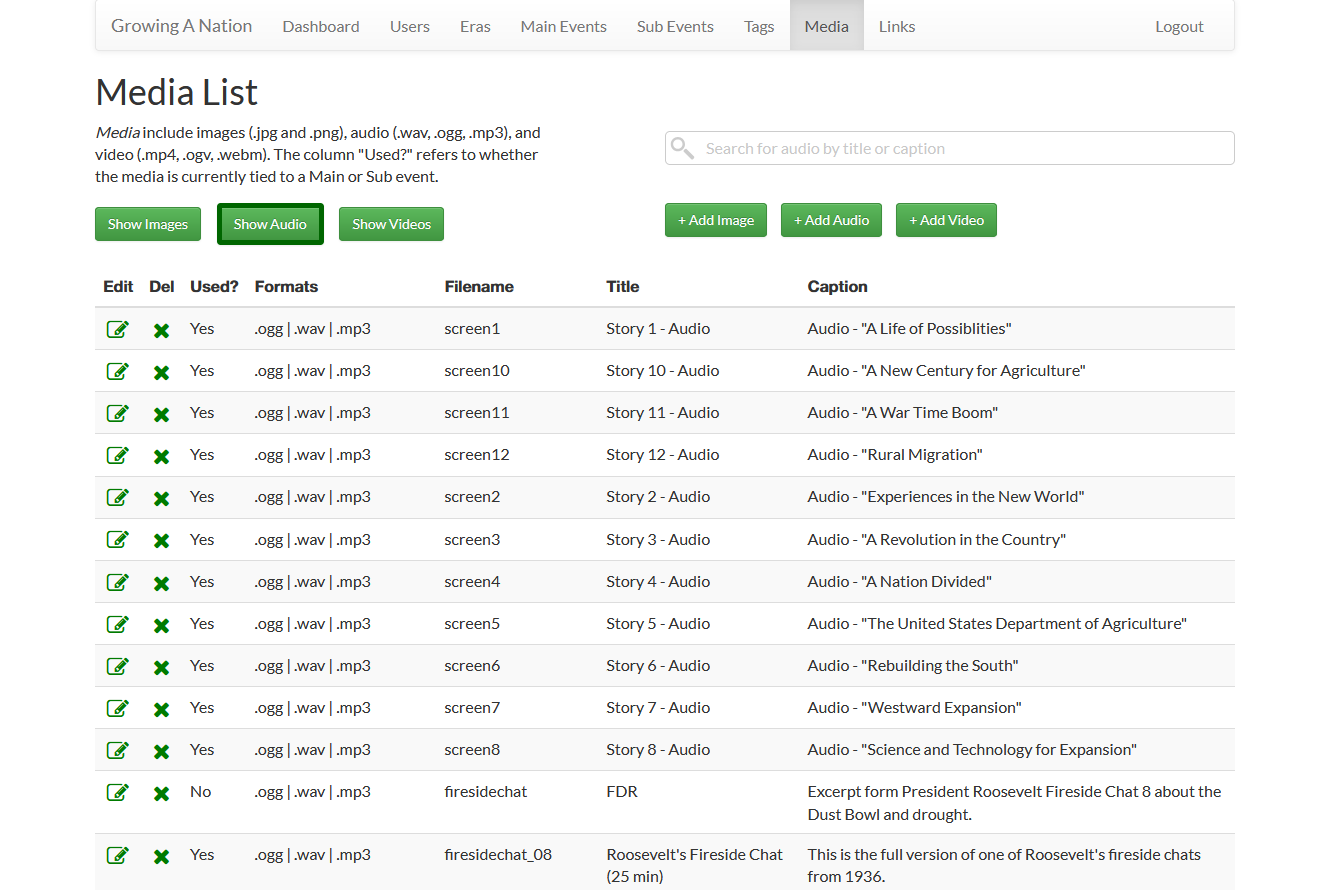 Growing A Nation Dashboard Users Eras Main Events Sub Events Tags Media Links Logout
Media List
Media include images (.jpg and .png), audio (.wav, .ogg, .mp3), and
video (.mp4, .ogv, .webm). The column "Used?" refers to whether
the media is currently tied to a Main or Sub event.
Search for audio by title or caption
Show Images Show Audio Show Videos
+ Add Image + Add Audio + Add Video
Edit Del Used? Formats Filename Title Caption
Yes .ogg | .wav | .mp3 screen1 Story 1 - Audio Audio - "A Life of Possiblities"
Yes .ogg | .wav | .mp3 screen10 Story 10 - Audio Audio - "A New Century for Agriculture"
Yes .ogg | .wav | .mp3 screen11 Story 11 - Audio Audio - "A War Time Boom"
Yes .ogg | .wav | .mp3 screen12 Story 12 - Audio Audio - "Rural Migration"
Yes .ogg | .wav | .mp3 screen2 Story 2 - Audio Audio - "Experiences in the New World"
Yes .ogg | .wav | .mp3 screen3 Story 3 - Audio Audio - "A Revolution in the Country"
Yes .ogg | .wav | .mp3 screen4 Story 4 - Audio Audio - "A Nation Divided"
Yes .ogg | .wav | .mp3 screen5 Story 5 - Audio Audio - "The United States Department of Agriculture"
Yes .ogg | .wav | .mp3 screen6 Story 6 - Audio Audio - "Rebuilding the South"
Yes .ogg | .wav | .mp3 screen7 Story 7 - Audio Audio - "Westward Expansion"
Yes .ogg | .wav | .mp3 screen8 Story 8 - Audio Audio - "Science and Technology for Expansion"
No .ogg | .wav | .mp3 firesidechat FDR Excerpt form President Roosevelt Fireside Chat 8 about the
Dust Bowl and drought.
Yes .ogg | .wav | .mp3 firesidechat_08 Roosevelt's Fireside Chat This is the full version of one of Roosevelt's fireside chats
(25 min) from 1936.